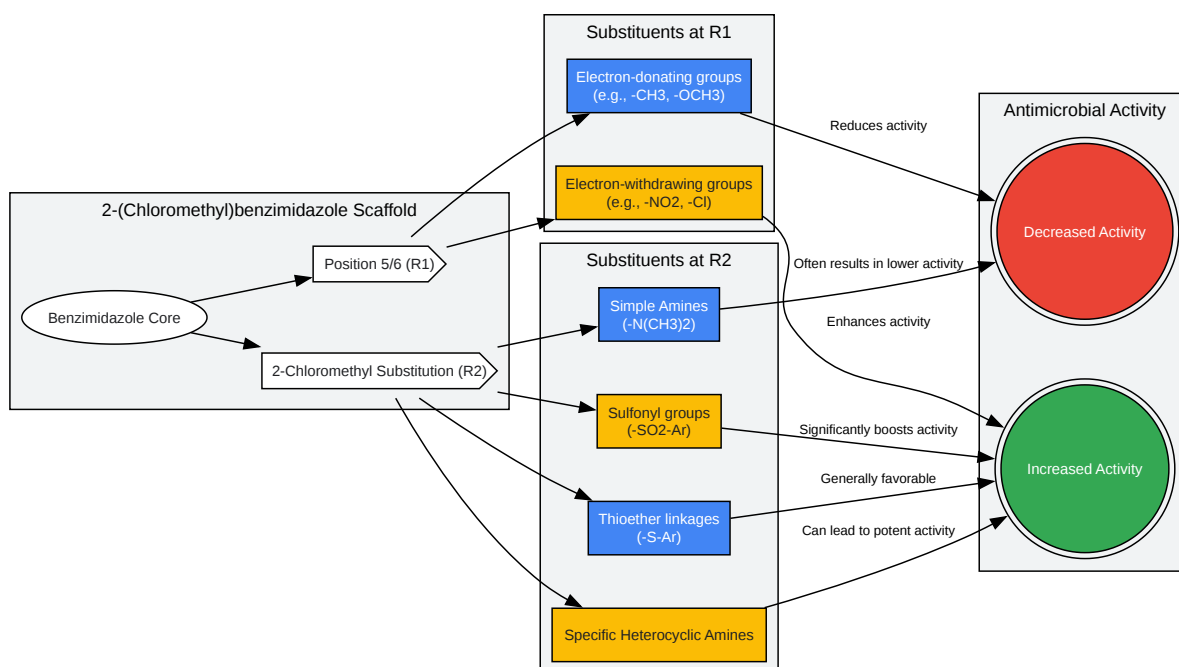 Substituents at R1
Electron-donating groups
(e.g., -CH3, -OCH3)
Electron-withdrawing groups
(e.g., -NO2, -Cl)
2-(Chloromethyl)benzimidazole Scaffold
Position 5/6 (R1)
Benzimidazole Core
2-Chloromethyl Substitution (R2)
Substituents at R2
Simple Amines
(-N(CH3)2)
Sulfonyl groups
(-SO2-Ar)
Thioether linkages
(-S-Ar)
Specific Heterocyclic Amines
Reduces activity
Often results in lower activity
Enhances activity
Significantly boosts activity
Generally favorable
Can lead to potent activity
Antimicrobial Activity
Decreased Activity
Increased Activity